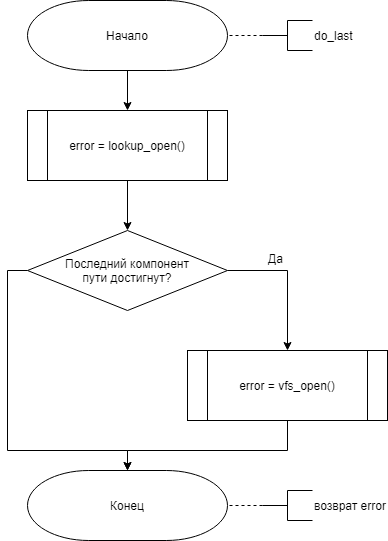 Начало
do_last
error = lookup_open()
Последний компонент
пути достигнут?
Да
error = vfs_open()
Конец
возврат error